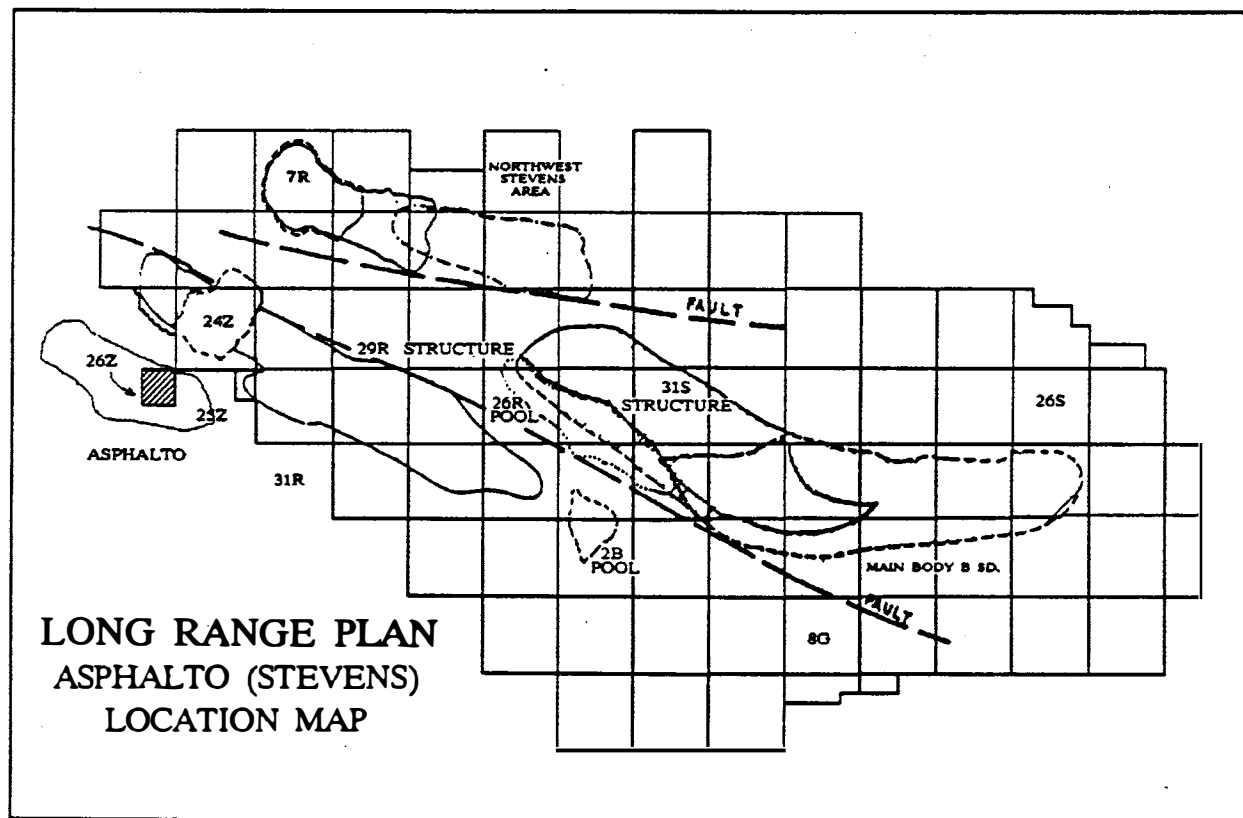 7R
NORTHWEST
STEVENS
AREA
FAULT
24Z
29R STRUCTURE
26Z
31S
STRUCTURE
26R
POOL
26S
25Z
ASPHALTO
31R
2B
POOL
MAIN BODY B SD.
FAULT
8G
LONG RANGE PLAN
ASPHALTO (STEVENS)
LOCATION MAP